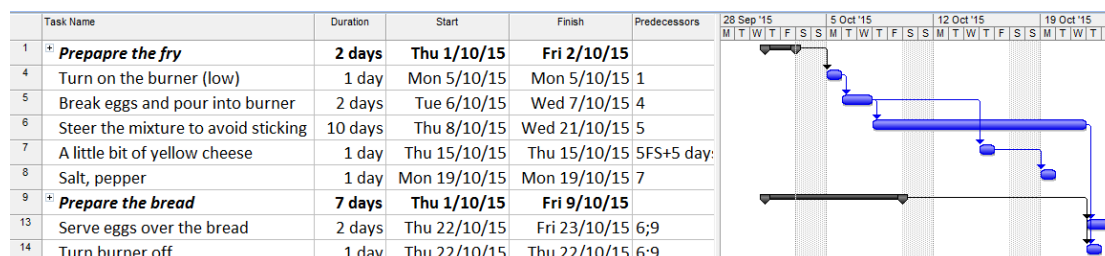 Task Name Duration Start Finish Predecessors 28 Sep '15 5 Oct '15 12 Oct '15 19 Oct '15
M T W T F S S M T W T F S S M T W T F S S M T W T
1 Prepapre the fry 2 days Thu 1/10/15 Fri 2/10/15
4 Turn on the burner (low) 1 day Mon 5/10/15 Mon 5/10/15 1
5 Break eggs and pour into burner 2 days Tue 6/10/15 Wed 7/10/15 4
6 Steer the mixture to avoid sticking 10 days Thu 8/10/15 Wed 21/10/15 5
7 A little bit of yellow cheese 1 day Thu 15/10/15 Thu 15/10/15 5FS+5 day
8 Salt, pepper 1 day Mon 19/10/15 Mon 19/10/15 7
9 Prepare the bread 7 days Thu 1/10/15 Fri 9/10/15
13 Serve eggs over the bread 2 days Thu 22/10/15 Fri 23/10/15 6;9
14 Turn burner off 1 day Thu 22/10/15 Thu 22/10/15 6;9